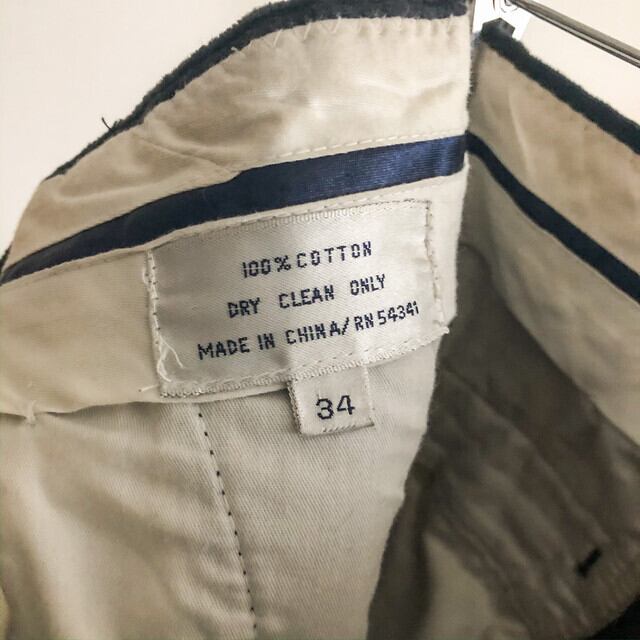 100% COTTON
DRY CLEAN ONLY
MADE IN CHINA/RN 54341
34